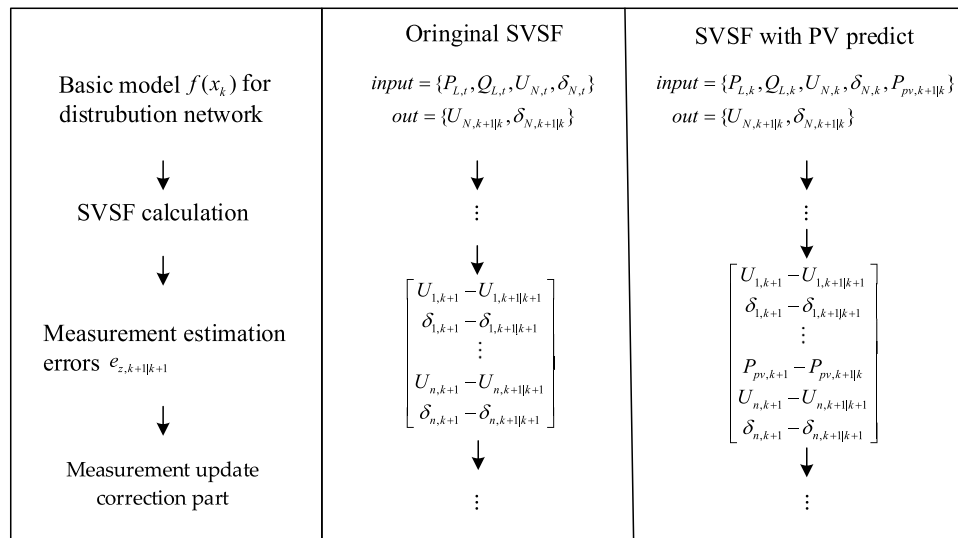 Basic model f(x_k) for
distrubution network
SVSF calculation
Measurement estimation
errors e_{z,k+1|k+1}
Measurement update
correction part
Oringinal SVSF
input = {P_{L,t}, Q_{L,t}, U_{N,t}, δ_{N,t}}
out = {U_{N,k+1|k}, δ_{N,k+1|k}}
⋮
U_{1,k+1} − U_{1,k+1|k+1}
δ_{1,k+1} − δ_{1,k+1|k+1}
⋮
U_{n,k+1} − U_{n,k+1|k+1}
δ_{n,k+1} − δ_{n,k+1|k+1}
⋮
SVSF with PV predict
input = {P_{L,k}, Q_{L,k}, U_{N,k}, δ_{N,k}, P_{pv,k+1|k}}
out = {U_{N,k+1|k}, δ_{N,k+1|k}}
⋮
U_{1,k+1} − U_{1,k+1|k+1}
δ_{1,k+1} − δ_{1,k+1|k+1}
⋮
P_{pv,k+1} − P_{pv,k+1|k}
U_{n,k+1} − U_{n,k+1|k+1}
δ_{n,k+1} − δ_{n,k+1|k+1}
⋮